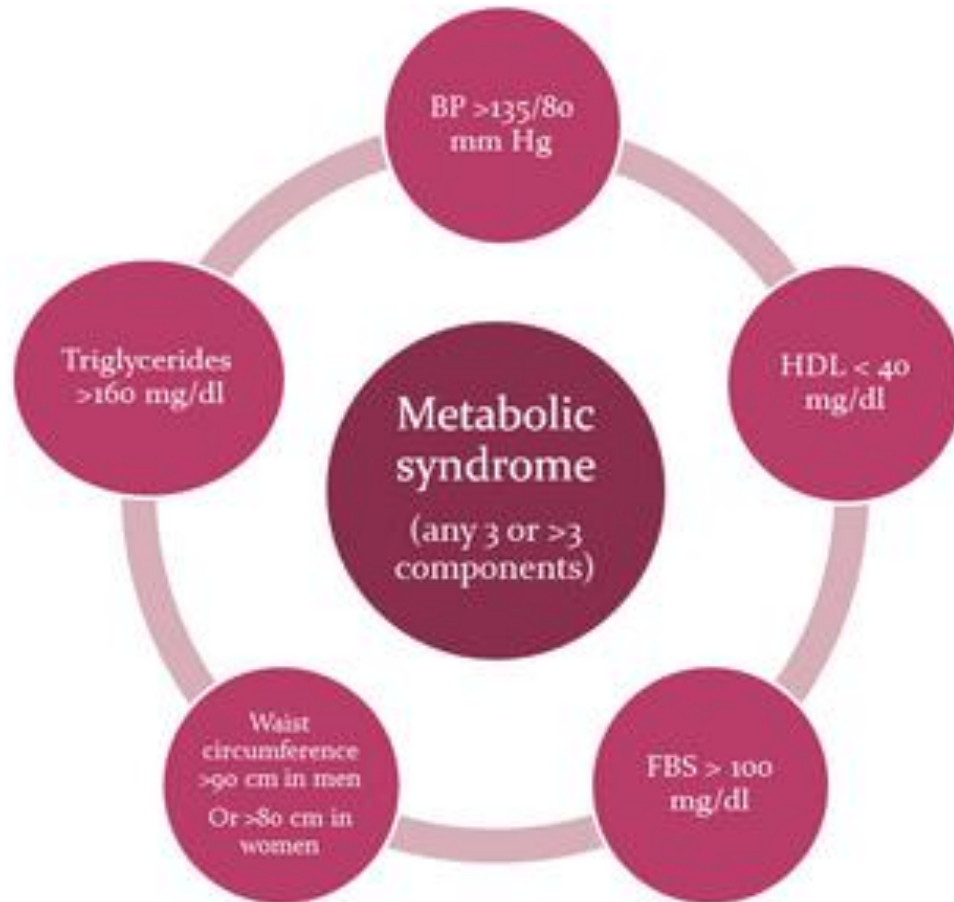 BP >135/80
mm Hg
HDL < 40
mg/dl
FBS > 100
mg/dl
Waist
circumference
>90 cm in men
Or >80 cm in
women
Triglycerides
>160 mg/dl
Metabolic
syndrome
(any 3 or >3
components)